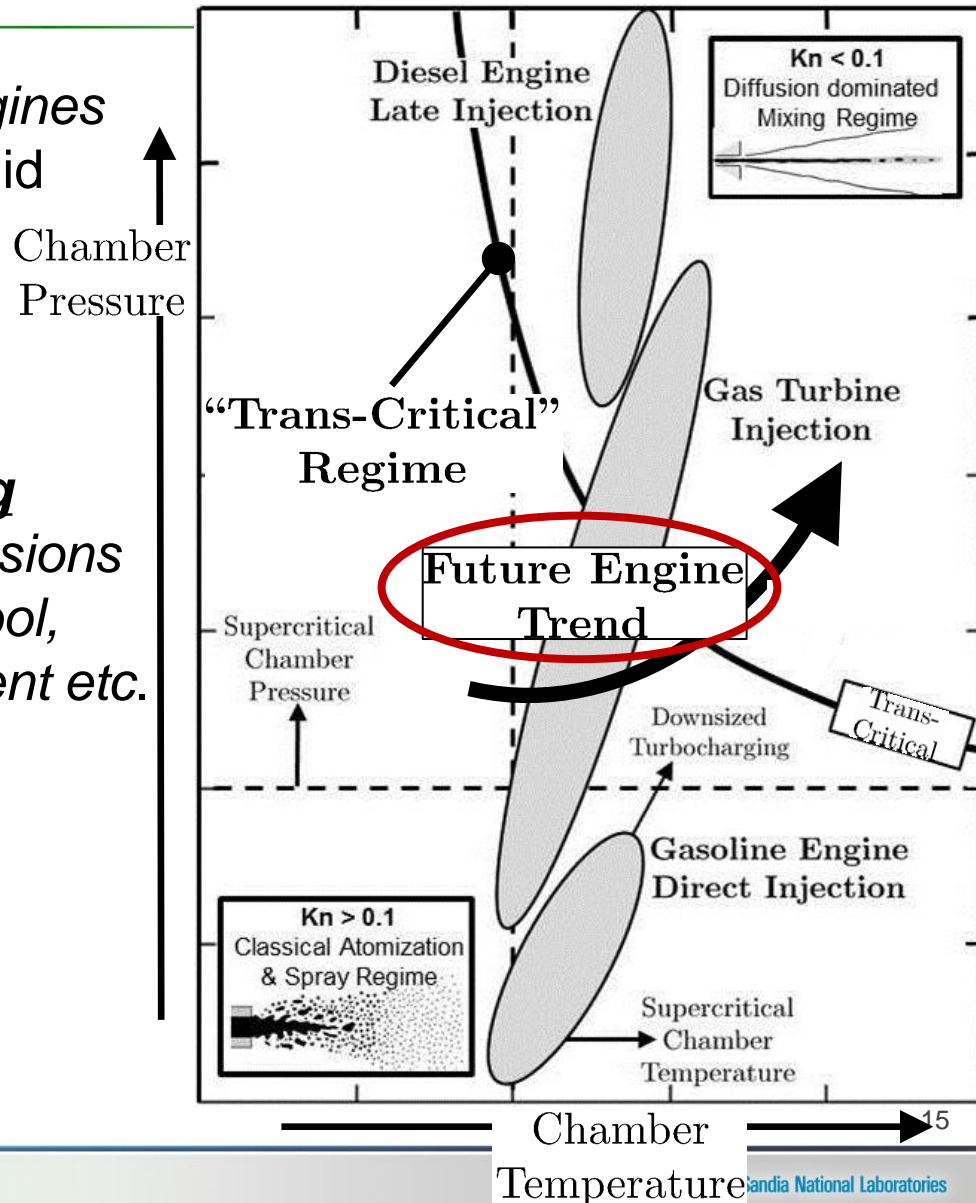 gines
id
g
sions
ool,
ent etc.
Chamber
Pressure
Diesel Engine
Late Injection
Kn < 0.1
Diffusion dominated
Mixing Regime
“Trans-Critical”
Regime
Gas Turbine
Injection
Future Engine
Trend
Supercritical
Chamber
Pressure
Trans-
Critical
Downsized
Turbocharging
Gasoline Engine
Direct Injection
Kn > 0.1
Classical Atomization
& Spray Regime
Supercritical
Chamber
Temperature
Chamber
Temperature
15
Sandia National Laboratories